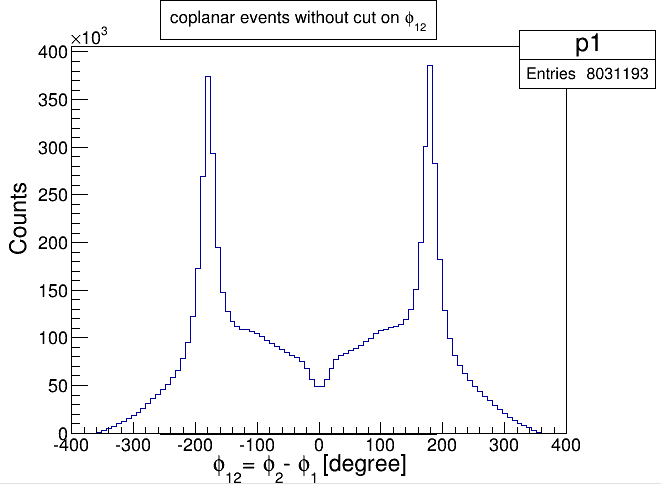 coplanar events without cut on ϕ₁₂
p1
Entries 8031193
×10³
400
350
300
250
200
150
100
50
0
Counts
-400 -300 -200 -100 0 100 200 300 400
ϕ₁₂= ϕ₂- ϕ₁ [degree]